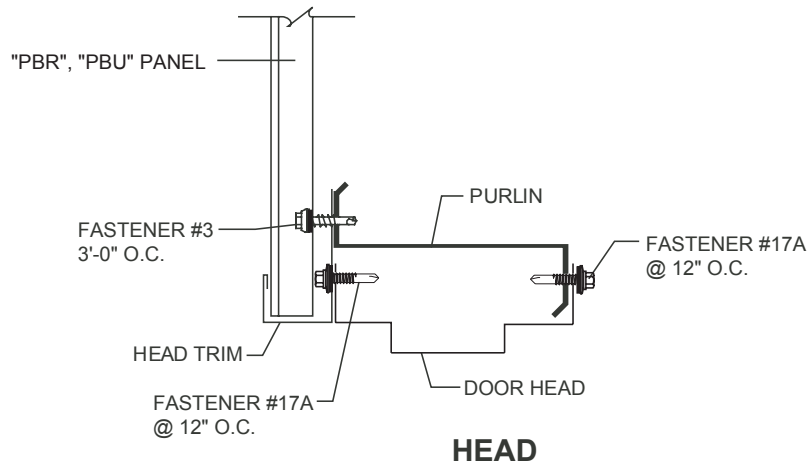 "PBR", "PBU" PANEL
PURLIN
FASTENER #3
3'-0" O.C.
FASTENER #17A
@ 12" O.C.
HEAD TRIM
DOOR HEAD
FASTENER #17A
@ 12" O.C.
HEAD